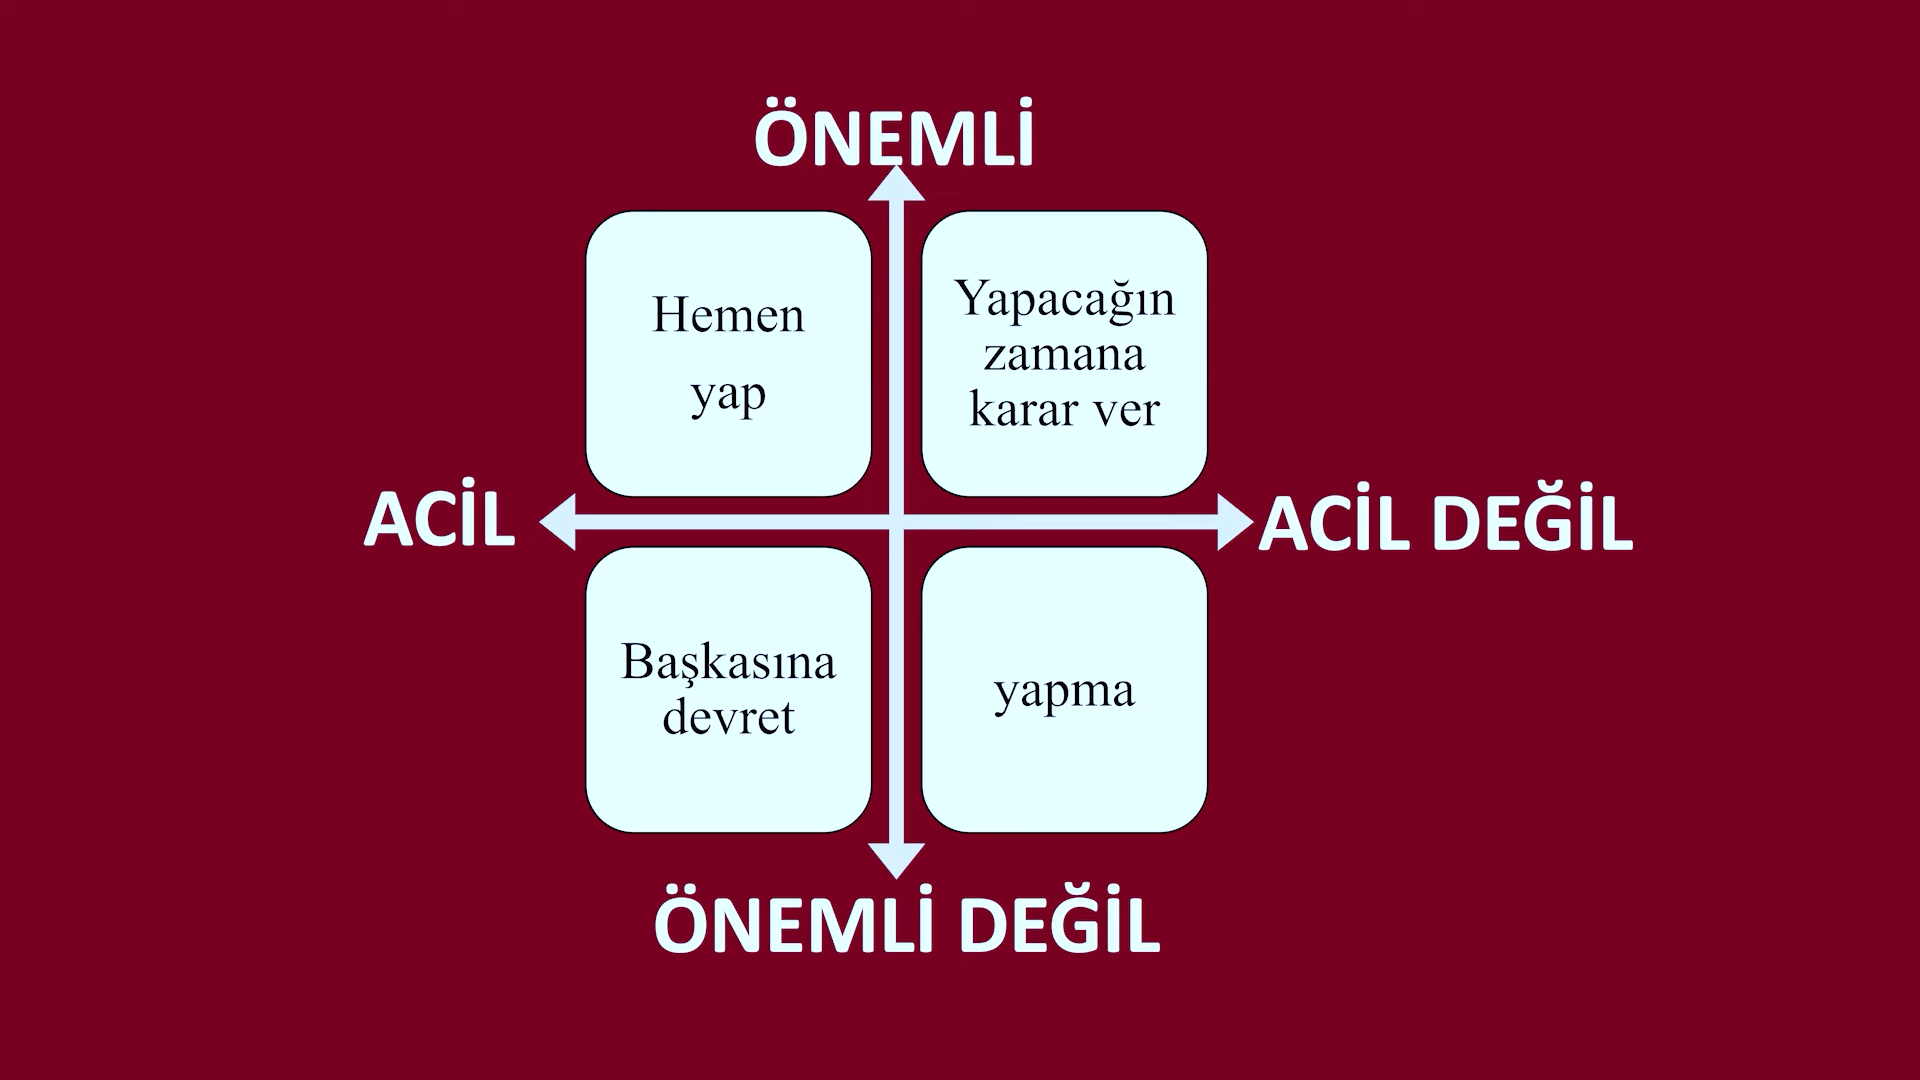 ÖNEMLİ
Hemen
yap
Yapacağın
zamana
karar ver
ACİL
ACİL DEĞİL
Başkasına
devret
yapma
ÖNEMLİ DEĞİL